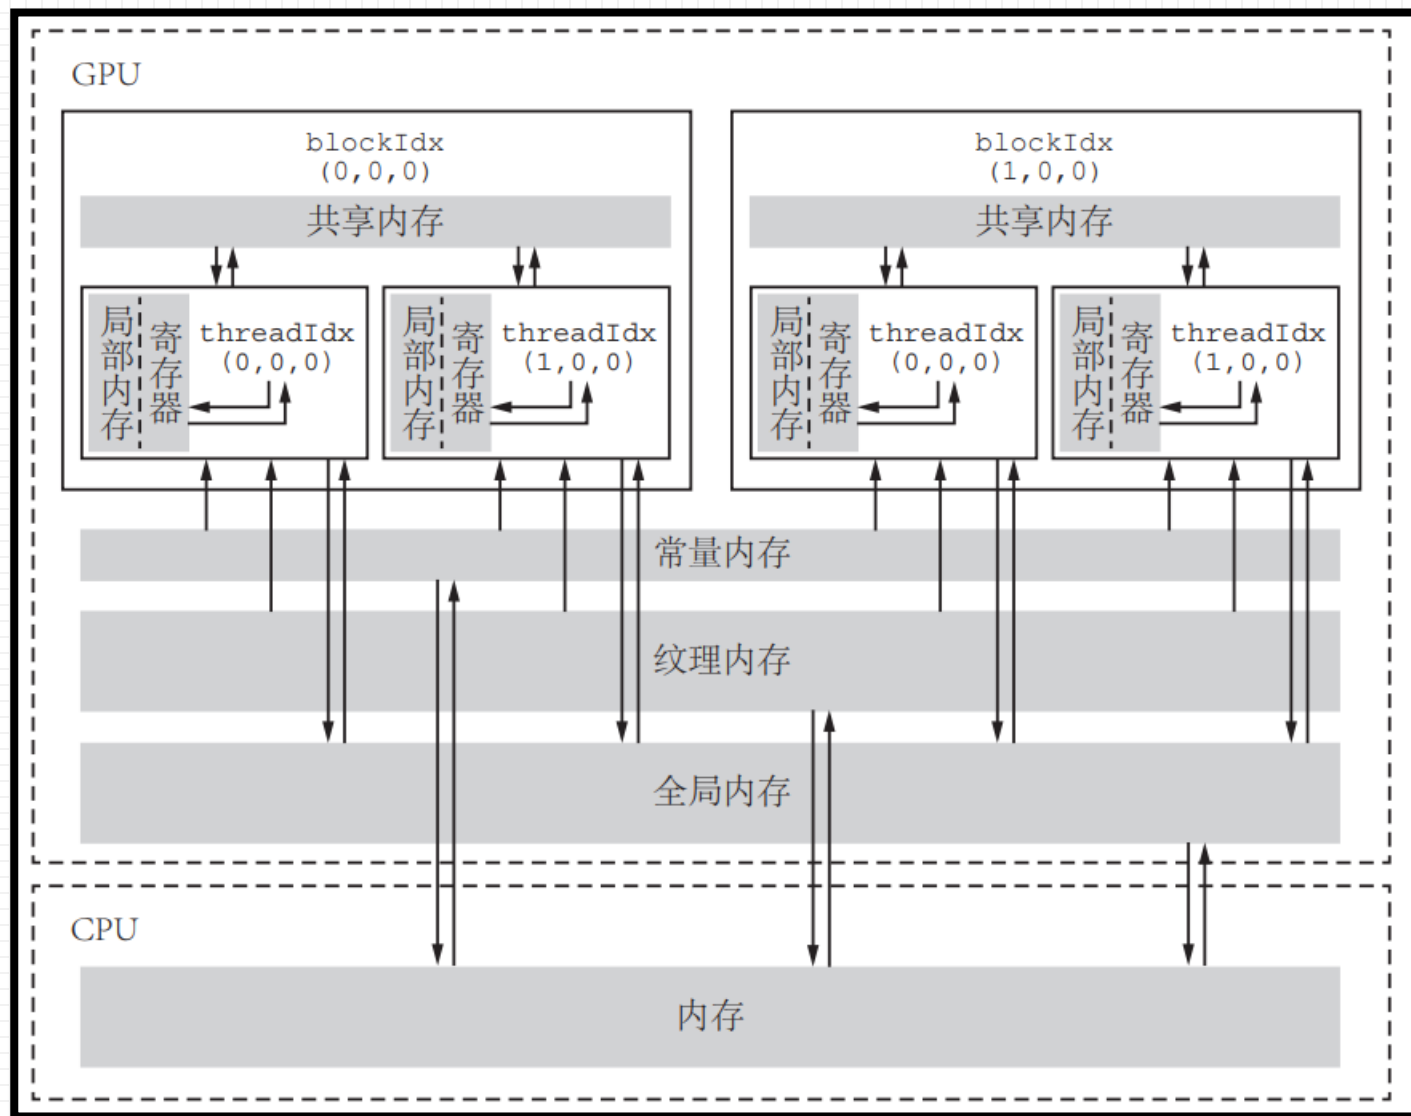 GPU
blockIdx
(0,0,0)
共享内存
局部内存
寄存器
threadIdx
(0,0,0)
局部内存
寄存器
threadIdx
(1,0,0)
blockIdx
(1,0,0)
共享内存
局部内存
寄存器
threadIdx
(0,0,0)
局部内存
寄存器
threadIdx
(1,0,0)
常量内存
纹理内存
全局内存
CPU
内存